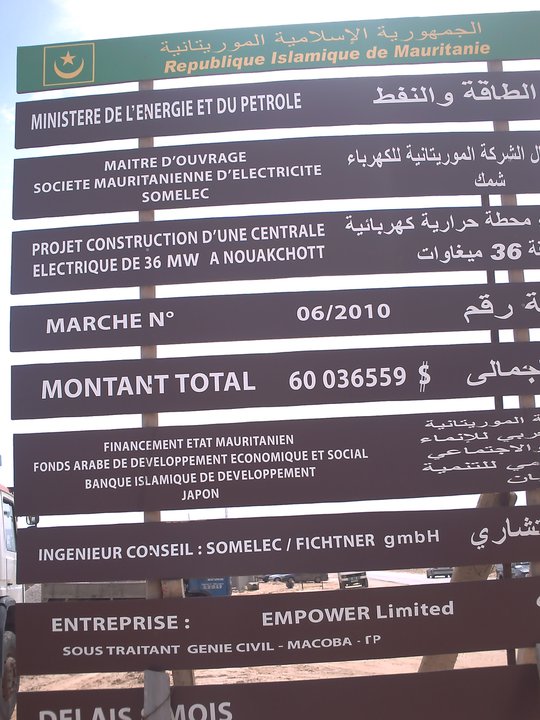 الجمهورية الإسلامية الموريتانية
Republique Islamique de Mauritanie
MINISTERE DE L'ENERGIE ET DU PETROLE
الطاقة والنفط
MAITRE D'OUVRAGE
SOCIETE MAURITANIENNE D'ELECTRICITE
SOMELEC
الشركة الموريتانية للكهرباء
شمك
PROJET CONSTRUCTION D'UNE CENTRALE
ELECTRIQUE DE 36 MW A NOUAKCHOTT
محطة حرارية كهربائية
36 ميغاوات
MARCHE N° 06/2010
رقم
MONTANT TOTAL 60 036559 $
FINANCEMENT ETAT MAURITANIEN
FONDS ARABE DE DEVELOPPEMENT ECONOMIQUE ET SOCIAL
BANQUE ISLAMIQUE DE DEVELOPPEMENT
JAPON
الموريتانية
للإنماء
الاجتماعي
للتنمية
INGENIEUR CONSEIL : SOMELEC / FICHTNER gmbH
ENTREPRISE : EMPOWER Limited
SOUS TRAITANT GENIE CIVIL - MACOBA - TP
DELAIS MOIS